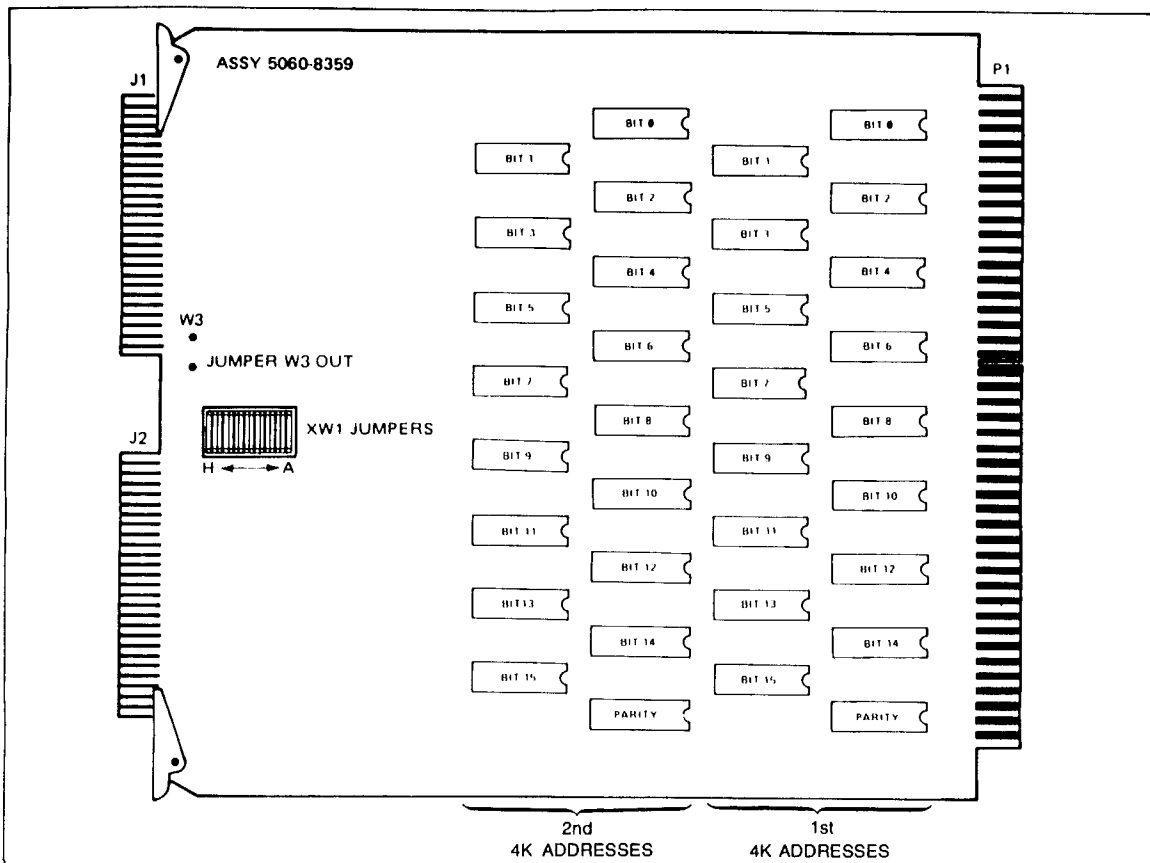 ASSY 5060-8359
J1
P1
BIT 0
BIT 0
BIT 1
BIT 1
BIT 2
BIT 2
BIT 3
BIT 3
BIT 4
BIT 4
BIT 5
BIT 5
W3
BIT 6
BIT 6
JUMPER W3 OUT
BIT 7
BIT 7
BIT 8
BIT 8
XW1 JUMPERS
J2
BIT 9
BIT 9
H A
BIT 10
BIT 10
BIT 11
BIT 11
BIT 12
BIT 12
BIT 13
BIT 13
BIT 14
BIT 14
BIT 15
BIT 15
PARITY
PARITY
2nd
4K ADDRESSES
1st
4K ADDRESSES